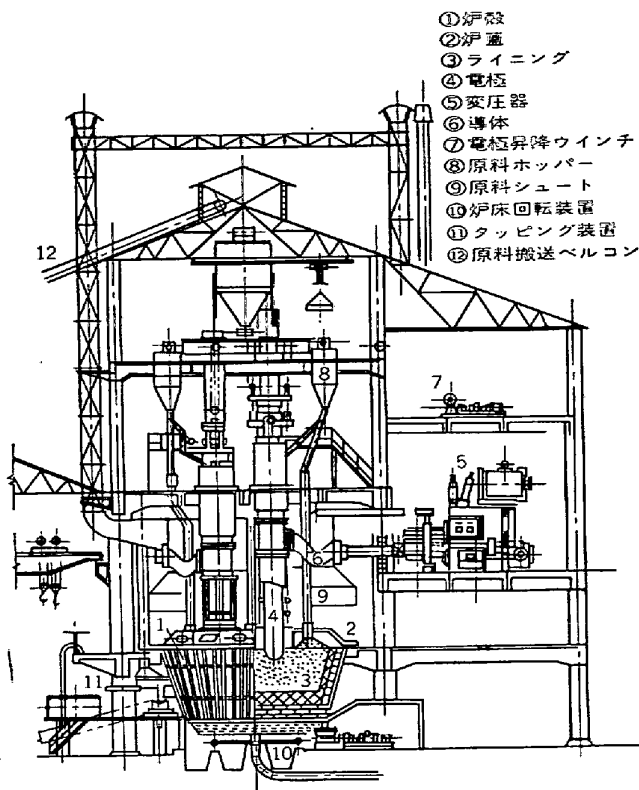 ①炉殻
②炉蓋
③ライニング
④電極
⑤変圧器
⑥導体
⑦電極昇降ウインチ
⑧原料ホッパー
⑨原料シュート
⑩炉床回転装置
⑪タッピング装置
⑫原料搬送ベルコン
12
8
7
5
6
9
4
1
2
3
11
10